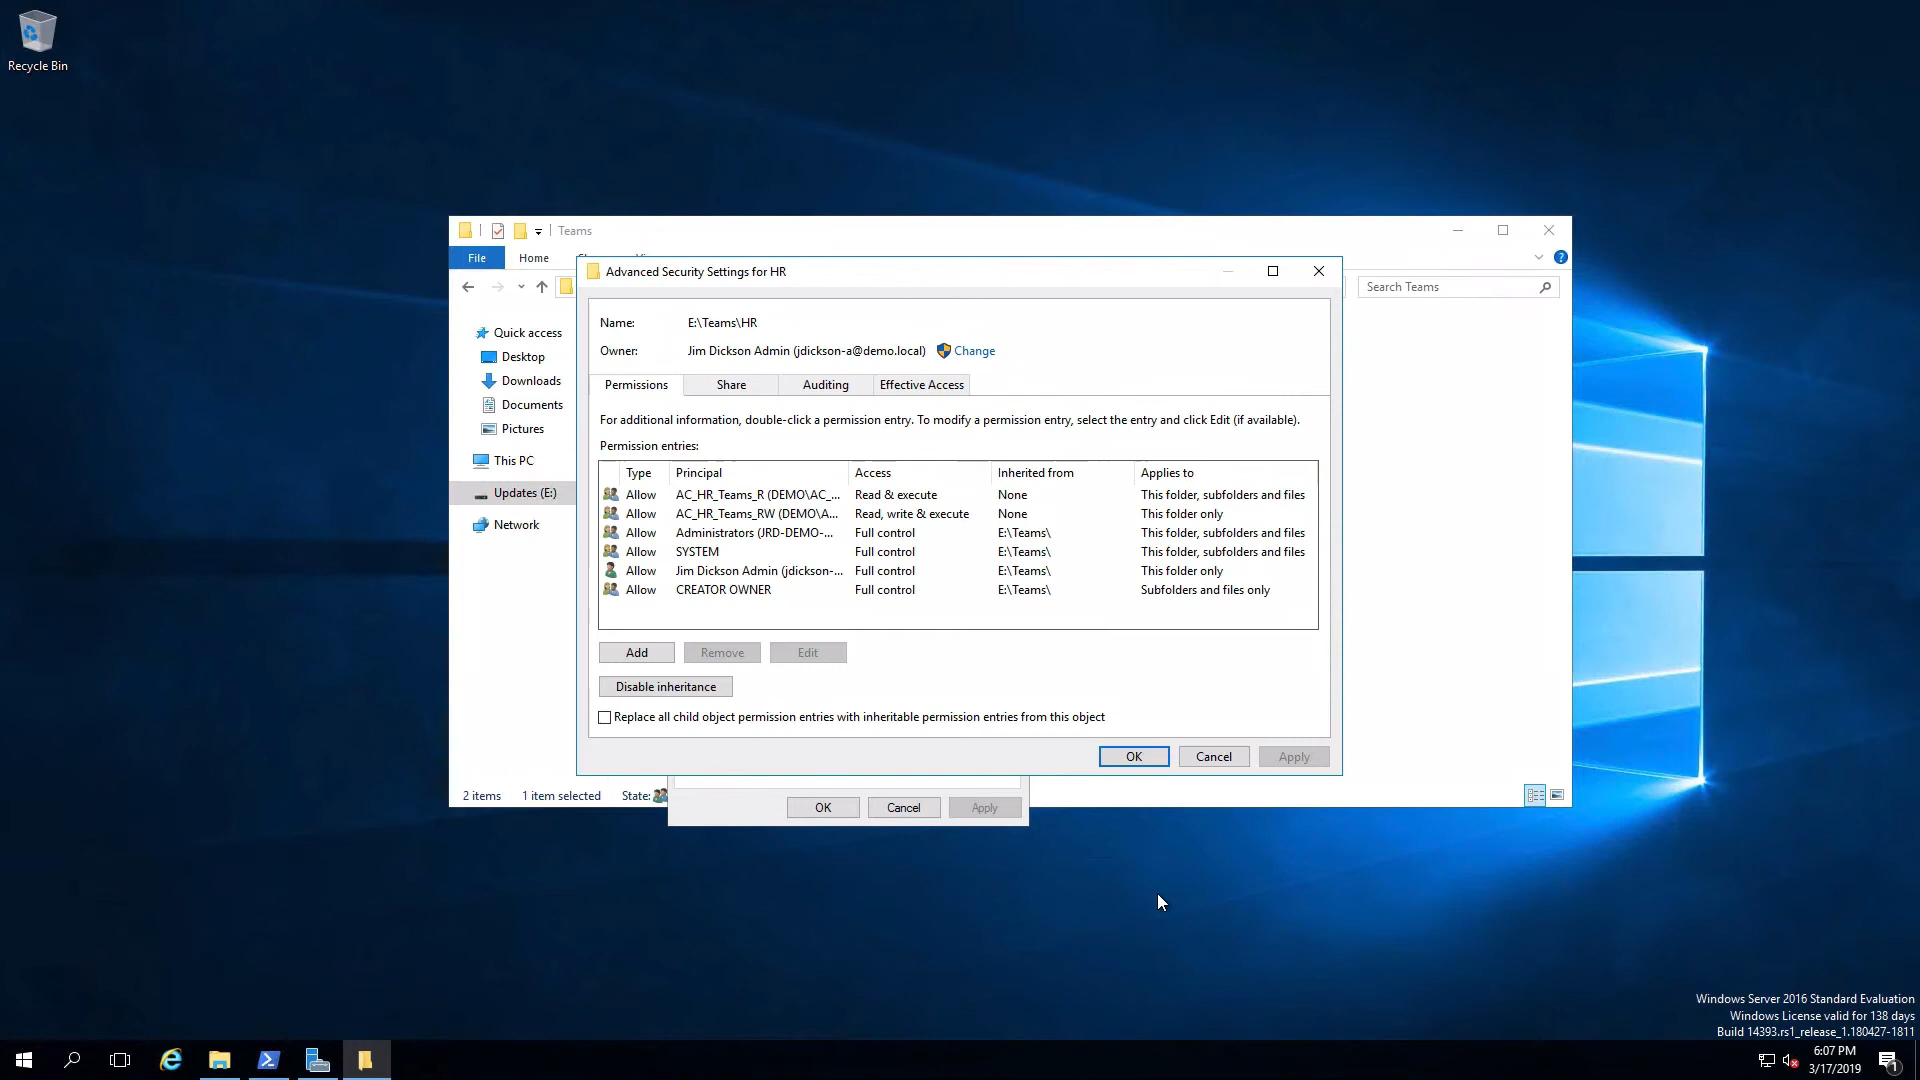 Recycle Bin
Teams
File
Home
Search Teams
Quick access
Desktop
Downloads
Documents
Pictures
This PC
Updates (E:)
Network
2 items
1 item selected
State:
Advanced Security Settings for HR
Name: E:\Teams\HR
Owner: Jim Dickson Admin (jdickson-a@demo.local) Change
Permissions Share Auditing Effective Access
For additional information, double-click a permission entry. To modify a permission entry, select the entry and click Edit (if available).
Permission entries:
Type Principal Access Inherited from Applies to
Allow AC_HR_Teams_R (DEMO\AC_... Read & execute None This folder, subfolders and files
Allow AC_HR_Teams_RW (DEMO\A... Read, write & execute None This folder only
Allow Administrators (JRD-DEMO-... Full control E:\Teams\ This folder, subfolders and files
Allow SYSTEM Full control E:\Teams\ This folder, subfolders and files
Allow Jim Dickson Admin (jdickson-... Full control E:\Teams\ This folder only
Allow CREATOR OWNER Full control E:\Teams\ Subfolders and files only
Add Remove Edit
Disable inheritance
Replace all child object permission entries with inheritable permission entries from this object
OK Cancel Apply
OK Cancel Apply
Windows Server 2016 Standard Evaluation
Windows License valid for 138 days
Build 14393.rs1_release_1.180427-1811
6:07 PM
3/17/2019
1